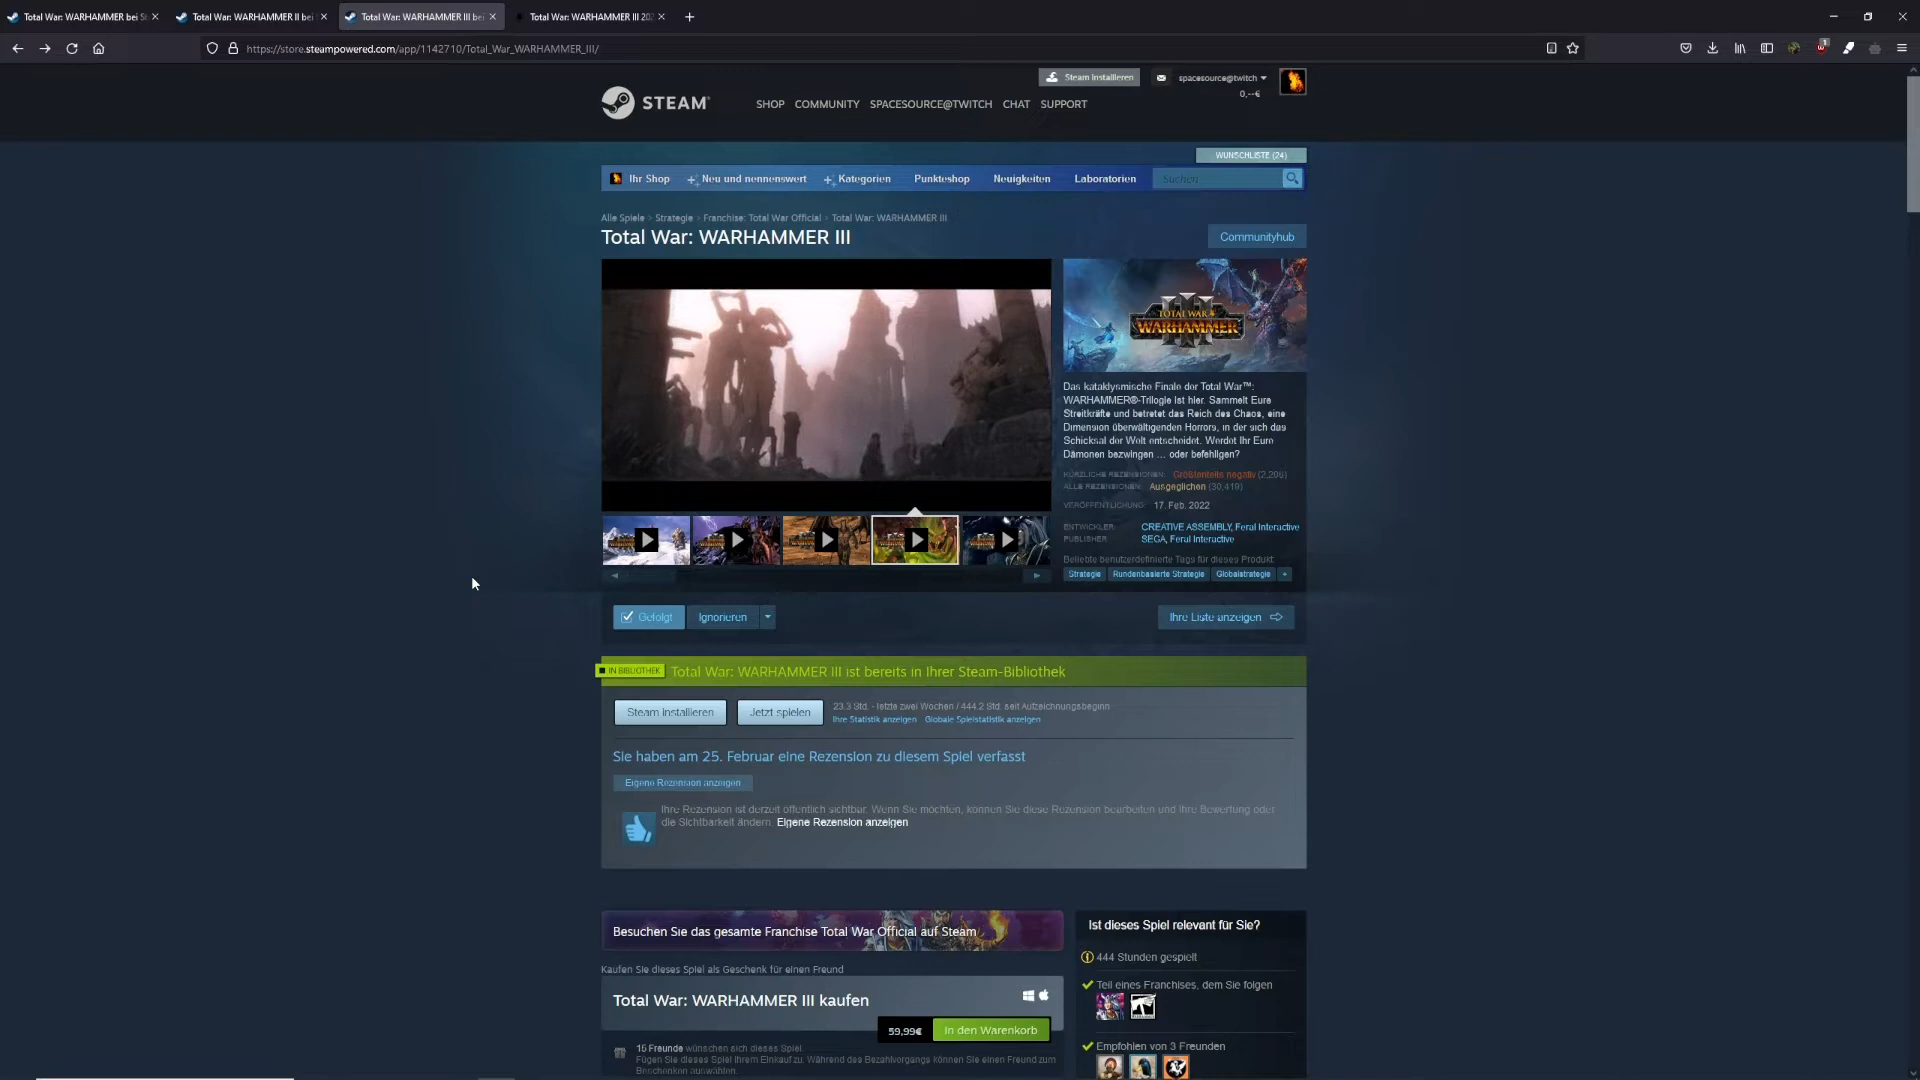 Total War: WARHAMMER bei St
Total War: WARHAMMER II bei
Total War: WARHAMMER III bei
Total War: WARHAMMER III 202
https://store.steampowered.com/app/1142710/Total_War_WARHAMMER_III/
1
Steam installieren
spacesource@twitch
0,--€
STEAM
SHOP COMMUNITY SPACESOURCE@TWITCH CHAT SUPPORT
WUNSCHLISTE (24)
Ihr Shop Neu und nennenswert Kategorien Punkteshop Neuigkeiten Laboratorien Suchen
Alle Spiele > Strategie > Franchise: Total War Official > Total War: WARHAMMER III
Total War: WARHAMMER III
Communityhub
TOTAL WAR
WARHAMMER
Das kataklysmische Finale der Total War™:
WARHAMMER®-Trilogie ist hier. Sammelt Eure
Streitkräfte und betretet das Reich des Chaos, eine
Dimension überwältigenden Horrors, in der sich das
Schicksal der Welt entscheidet. Werdet Ihr Eure
Dämonen bezwingen ... oder befehligen?
KÜRZLICHE REZENSIONEN: Größtenteils negativ (2,206)
ALLE REZENSIONEN: Ausgeglichen (30,419)
VERÖFFENTLICHUNG: 17. Feb. 2022
ENTWICKLER: CREATIVE ASSEMBLY, Feral Interactive
PUBLISHER: SEGA, Feral Interactive
Beliebte benutzerdefinierte Tags für dieses Produkt:
Strategie Rundenbasierte Strategie Globalstrategie +
Gefolgt
Ignorieren
Ihre Liste anzeigen
IN BIBLIOTHEK
Total War: WARHAMMER III ist bereits in Ihrer Steam-Bibliothek
Steam installieren
Jetzt spielen
23.3 Std. - letzte zwei Wochen / 444.2 Std. seit Aufzeichnungsbeginn
Ihre Statistik anzeigen Globale Spielstatistik anzeigen
Sie haben am 25. Februar eine Rezension zu diesem Spiel verfasst
Eigene Rezension anzeigen
Ihre Rezension ist derzeit öffentlich sichtbar. Wenn Sie möchten, können Sie diese Rezension bearbeiten und Ihre Bewertung oder
die Sichtbarkeit ändern. Eigene Rezension anzeigen
Besuchen Sie das gesamte Franchise Total War Official auf Steam
Ist dieses Spiel relevant für Sie?
444 Stunden gespielt
Kaufen Sie dieses Spiel als Geschenk für einen Freund
Teil eines Franchises, dem Sie folgen
Total War: WARHAMMER III kaufen
59,99€
In den Warenkorb
Empfohlen von 3 Freunden
15 Freunde wünschen sich dieses Spiel.
Fügen Sie dieses Spiel Ihrem Einkauf zu. Während des Bezahlvorgangs können Sie einen Freund zum
Beschenken auswählen.